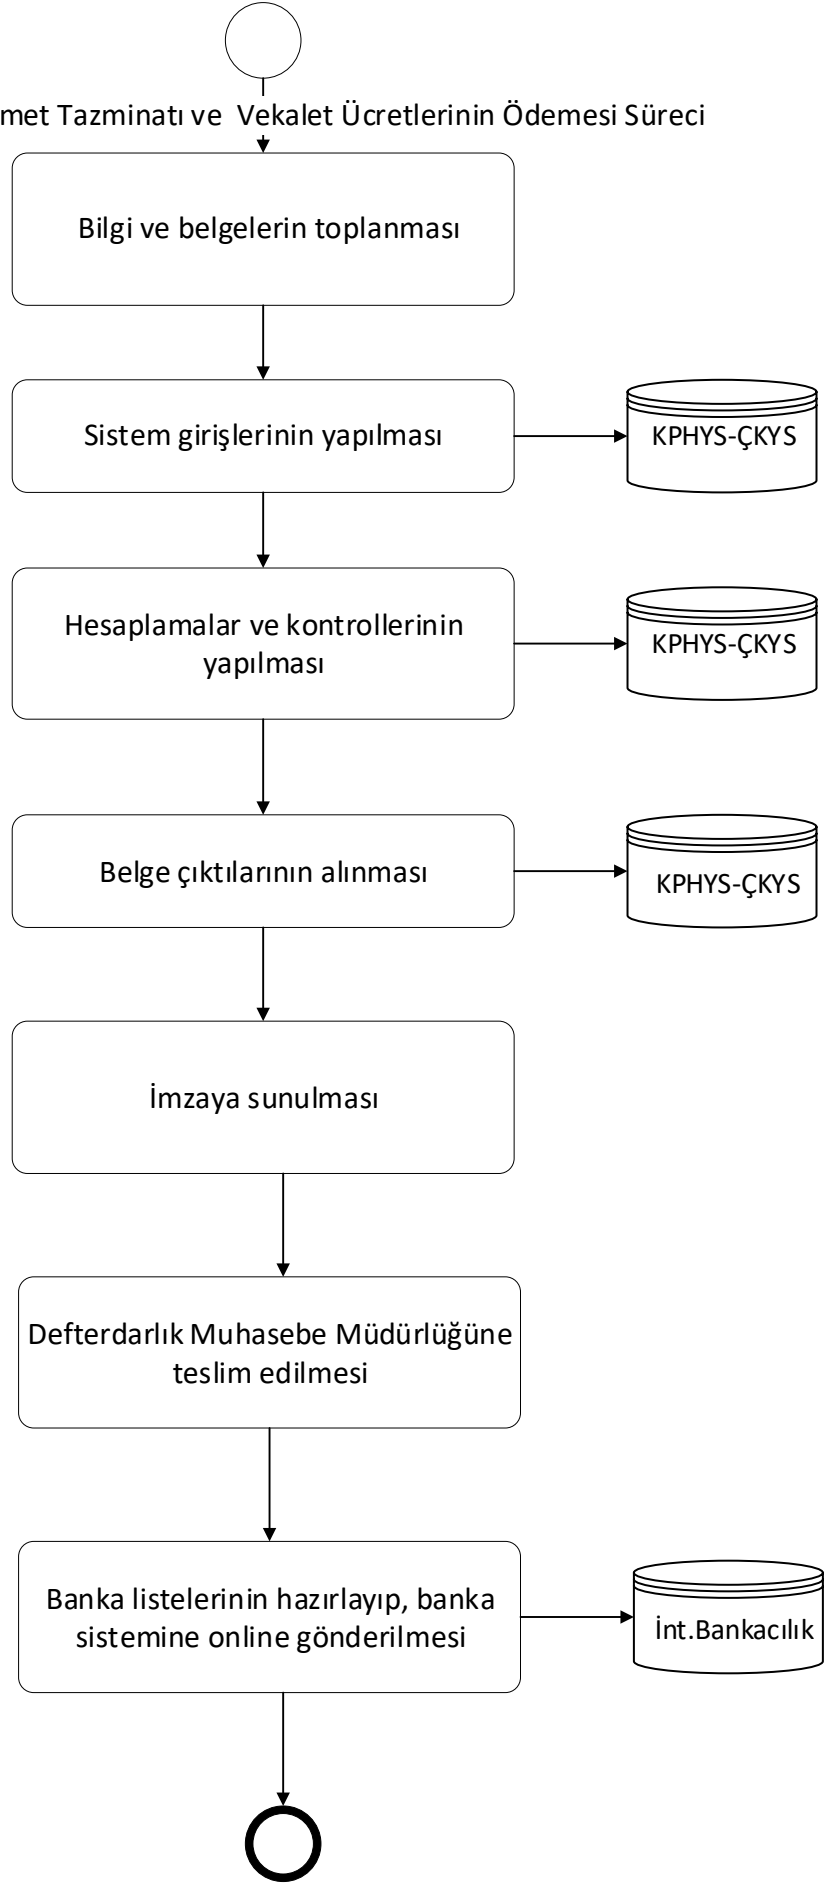 met Tazminatı ve Vekalet Ücretlerinin Ödemesi Süreci
Bilgi ve belgelerin toplanması
Sistem girişlerinin yapılması
KPHYS-ÇKYS
Hesaplamalar ve kontrollerinin
yapılması
KPHYS-ÇKYS
Belge çıktılarının alınması
KPHYS-ÇKYS
İmzaya sunulması
Defterdarlık Muhasebe Müdürlüğüne
teslim edilmesi
Banka listelerinin hazırlayıp, banka
sistemine online gönderilmesi
İnt.Bankacılık